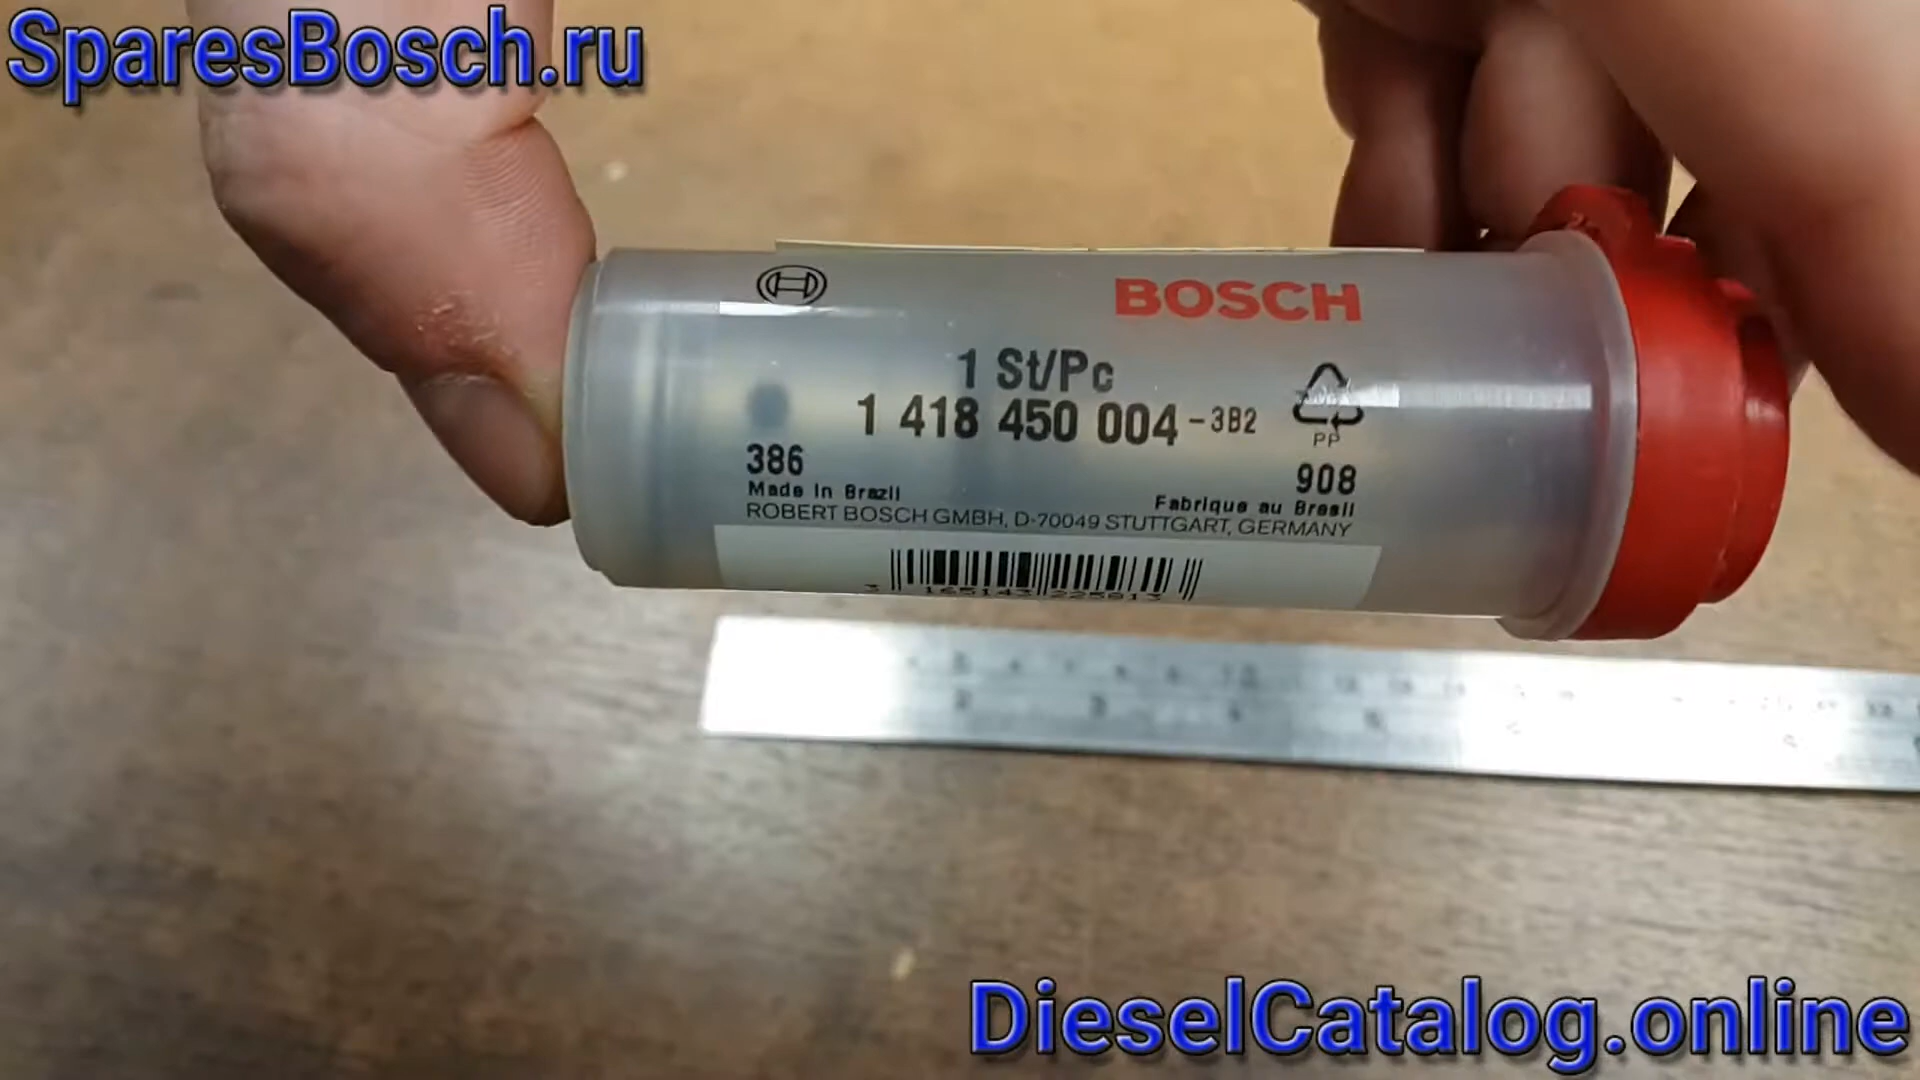 SparesBosch.ru
BOSCH
1 St/Pc
1 418 450 004 -3B2
PP
386
908
Made in Brazil
Fabrique au Bresil
ROBERT BOSCH GMBH, D-70049 STUTTGART, GERMANY
DieselCatalog.online